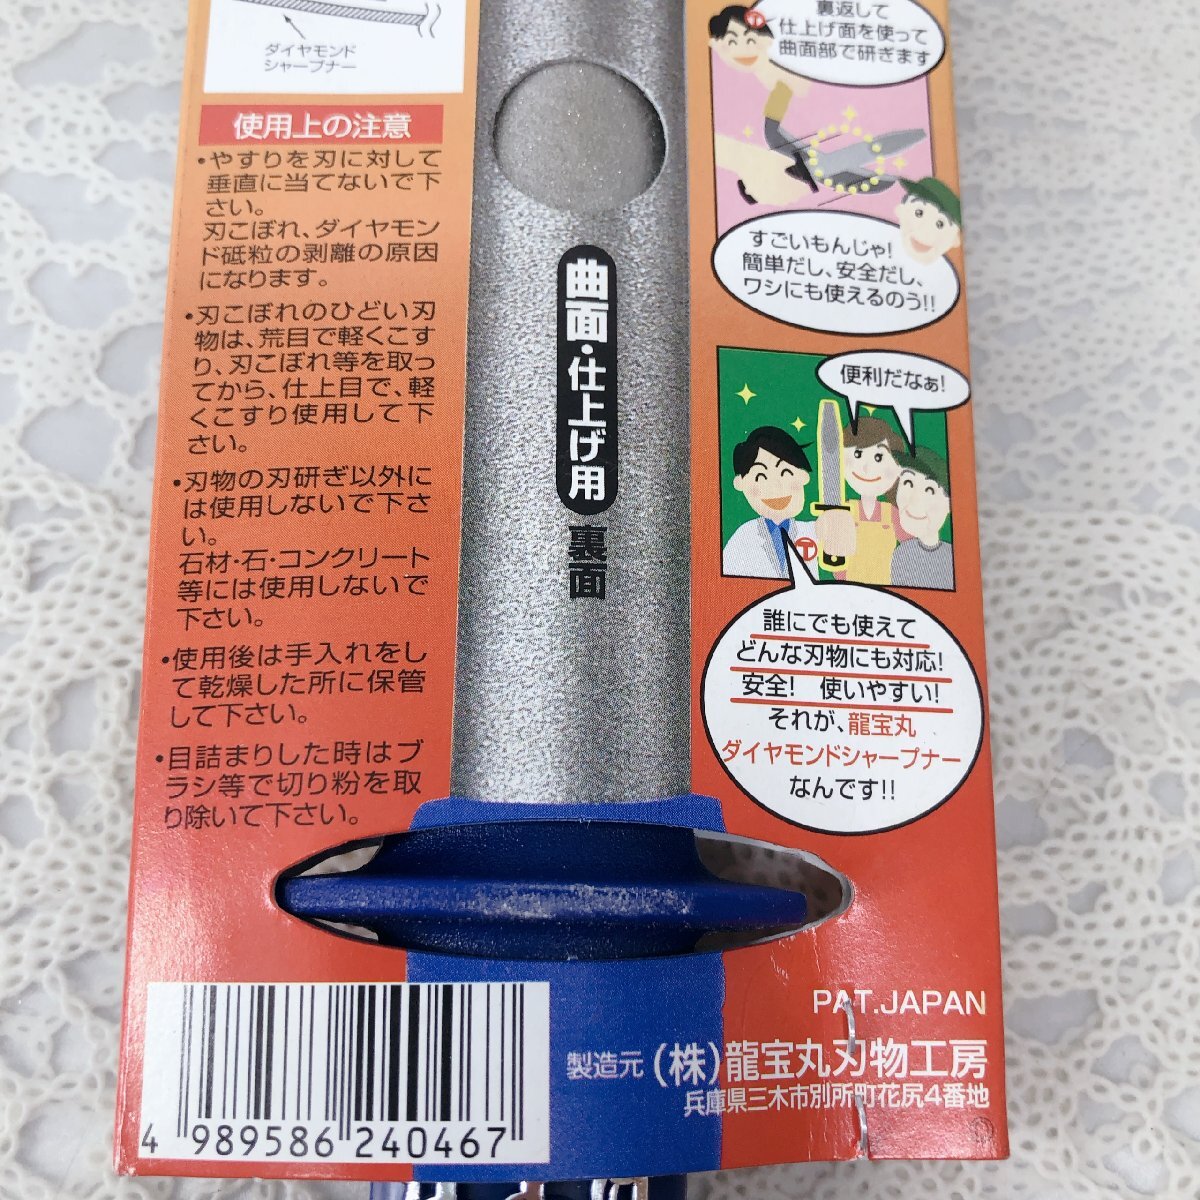 ダイヤモンド
シャープナー
使用上の注意
・やすりを刃に対して
垂直に当てないで下
さい。
刃こぼれ、ダイヤモン
ド砥粒の剥離の原因
になります。
・刃こぼれのひどい刃
物は、荒目で軽くこす
り、刃こぼれ等を取っ
てから、仕上目で、軽
くこすり使用して下
さい。
・刃物の刃研ぎ以外に
は使用しないで下さ
い。
石材・石・コンクリート
等には使用しないで
下さい。
・使用後は手入れをし
て乾燥した所に保管
して下さい。
・目詰まりした時はブ
ラシ等で切り粉を取
り除いて下さい。
曲面・仕上げ用
裏面
裏返して
仕上げ面を使って
曲面部で研ぎます
すごいもんじゃ!
簡単だし、安全だし、
ワシにも使えるのう!!
便利だなぁ!
誰にでも使えて
どんな刃物にも対応!
安全! 使いやすい!
それが、龍宝丸
ダイヤモンドシャープナー
なんです!!
PAT.JAPAN
製造元 (株)龍宝丸刃物工房
兵庫県三木市別所町花尻4番地
4 989586 240467